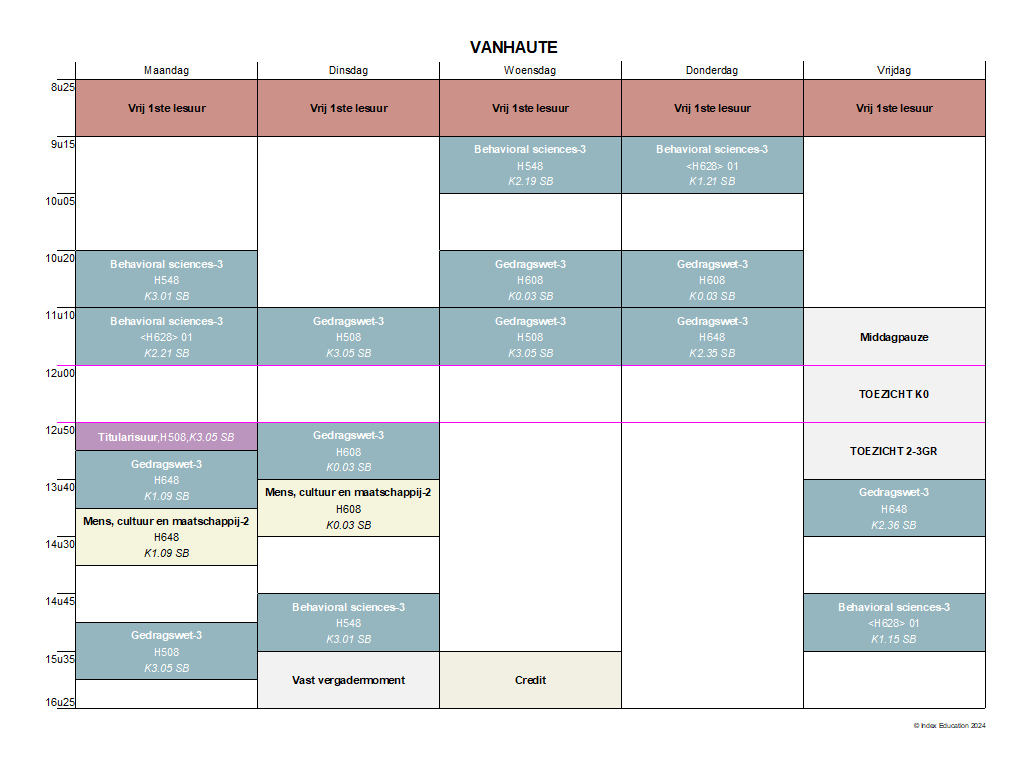 VANHAUTE
Maandag Dinsdag Woensdag Donderdag Vrijdag
8u25
Vrij 1ste lesuur Vrij 1ste lesuur Vrij 1ste lesuur Vrij 1ste lesuur Vrij 1ste lesuur
9u15
Behavioral sciences-3 Behavioral sciences-3
H548 <H628> 01
K2.19 SB K1.21 SB
10u05
10u20
Behavioral sciences-3 Gedragswet-3 Gedragswet-3
H548 H608 H608
K3.01 SB K0.03 SB K0.03 SB
11u10
Behavioral sciences-3 Gedragswet-3 Gedragswet-3 Gedragswet-3
<H628> 01 H508 H508 H648 Middagpauze
K2.21 SB K3.05 SB K3.05 SB K2.35 SB
12u00
TOEZICHT K0
12u50
Titularisuur,H508,K3.05 SB Gedragswet-3
H608 TOEZICHT 2-3GR
Gedragswet-3 K0.03 SB
H648
13u40
K1.09 SB Mens, cultuur en maatschappij-2 Gedragswet-3
H608 H648
Mens, cultuur en maatschappij-2 K0.03 SB K2.36 SB
H648
14u30
K1.09 SB
14u45
Behavioral sciences-3 Behavioral sciences-3
H548 <H628> 01
Gedragswet-3 K3.01 SB K1.15 SB
H508
15u35
K3.05 SB
Vast vergadermoment Credit
16u25
© Index Education 2024